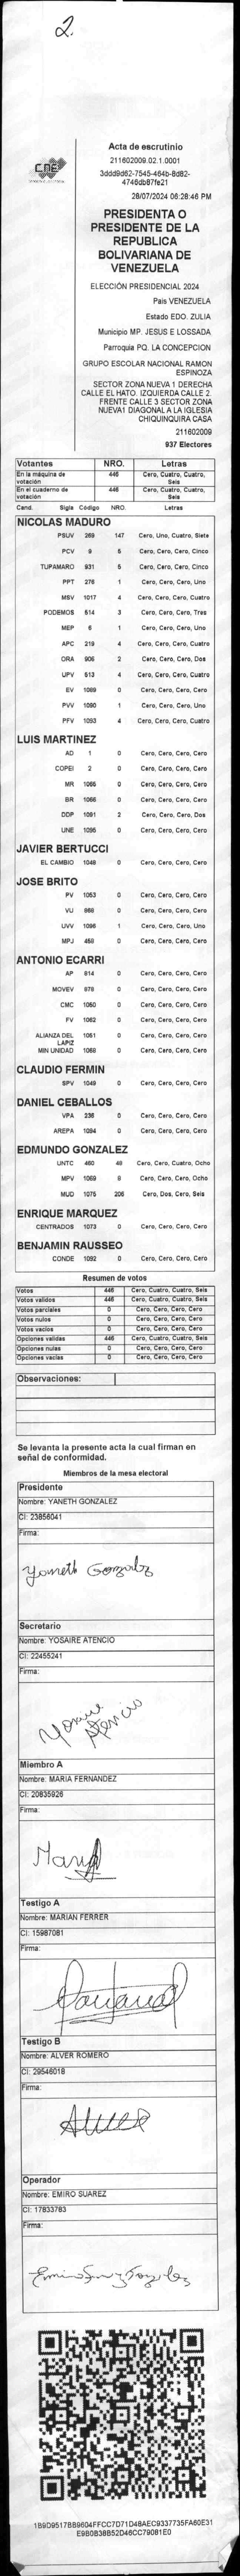 2.
CNE
Acta de escrutinio
211602009.02.1.0001
3ddd9d62-7545-464b-8d82-
4746db87fe21
28/07/2024 06:28:46 PM
PRESIDENTA O
PRESIDENTE DE LA
REPUBLICA
BOLIVARIANA DE
VENEZUELA
ELECCIÓN PRESIDENCIAL 2024
Pais VENEZUELA
Estado EDO. ZULIA
Municipio MP. JESUS E LOSSADA
Parroquia PQ. LA CONCEPCION
GRUPO ESCOLAR NACIONAL RAMON
ESPINOZA
SECTOR ZONA NUEVA 1 DERECHA
CALLE EL HATO. IZQUIERDA CALLE 2.
FRENTE CALLE 3 SECTOR ZONA
NUEVA1 DIAGONAL A LA IGLESIA
CHIQUINQUIRA CASA
211602009
937 Electores
Votantes NRO. Letras
En la máquina de votación 446 Cero, Cuatro, Cuatro, Seis
En el cuaderno de votación 446 Cero, Cuatro, Cuatro, Seis
Cand. Sigla Código NRO. Letras
NICOLAS MADURO
PSUV 269 147 Cero, Uno, Cuatro, Siete
PCV 9 5 Cero, Cero, Cero, Cinco
TUPAMARO 931 5 Cero, Cero, Cero, Cinco
PPT 276 1 Cero, Cero, Cero, Uno
MSV 1017 4 Cero, Cero, Cero, Cuatro
PODEMOS 514 3 Cero, Cero, Cero, Tres
MEP 6 1 Cero, Cero, Cero, Uno
APC 219 4 Cero, Cero, Cero, Cuatro
ORA 906 2 Cero, Cero, Cero, Dos
UPV 513 4 Cero, Cero, Cero, Cuatro
EV 1089 0 Cero, Cero, Cero, Cero
PVV 1090 1 Cero, Cero, Cero, Uno
PFV 1093 4 Cero, Cero, Cero, Cuatro
LUIS MARTINEZ
AD 1 0 Cero, Cero, Cero, Cero
COPEI 2 0 Cero, Cero, Cero, Cero
MR 1065 0 Cero, Cero, Cero, Cero
BR 1066 0 Cero, Cero, Cero, Cero
DDP 1091 2 Cero, Cero, Cero, Dos
UNE 1095 0 Cero, Cero, Cero, Cero
JAVIER BERTUCCI
EL CAMBIO 1048 0 Cero, Cero, Cero, Cero
JOSE BRITO
PV 1053 0 Cero, Cero, Cero, Cero
VU 868 0 Cero, Cero, Cero, Cero
UVV 1096 1 Cero, Cero, Cero, Uno
MPJ 458 0 Cero, Cero, Cero, Cero
ANTONIO ECARRI
AP 814 0 Cero, Cero, Cero, Cero
MOVEV 878 0 Cero, Cero, Cero, Cero
CMC 1050 0 Cero, Cero, Cero, Cero
FV 1062 0 Cero, Cero, Cero, Cero
ALIANZA DEL LAPIZ 1051 0 Cero, Cero, Cero, Cero
MIN UNIDAD 1068 0 Cero, Cero, Cero, Cero
CLAUDIO FERMIN
SPV 1049 0 Cero, Cero, Cero, Cero
DANIEL CEBALLOS
VPA 236 0 Cero, Cero, Cero, Cero
AREPA 1094 0 Cero, Cero, Cero, Cero
EDMUNDO GONZALEZ
UNTC 460 48 Cero, Cero, Cuatro, Ocho
MPV 1069 8 Cero, Cero, Cero, Ocho
MUD 1075 206 Cero, Dos, Cero, Seis
ENRIQUE MARQUEZ
CENTRADOS 1073 0 Cero, Cero, Cero, Cero
BENJAMIN RAUSSEO
CONDE 1092 0 Cero, Cero, Cero, Cero
Resumen de votos
Votos 446 Cero, Cuatro, Cuatro, Seis
Votos validos 446 Cero, Cuatro, Cuatro, Seis
Votos parciales 0 Cero, Cero, Cero, Cero
Votos nulos 0 Cero, Cero, Cero, Cero
Votos vacios 0 Cero, Cero, Cero, Cero
Opciones validas 446 Cero, Cuatro, Cuatro, Seis
Opciones nulas 0 Cero, Cero, Cero, Cero
Opciones vacias 0 Cero, Cero, Cero, Cero
Observaciones:
Se levanta la presente acta la cual firman en
señal de conformidad.
Miembros de la mesa electoral
Presidente
Nombre: YANETH GONZALEZ
CI: 23856041
Firma:
Yaneth Gonzalez
Secretario
Nombre: YOSAIRE ATENCIO
CI: 22455241
Firma:
Yosaire
Atencio
Miembro A
Nombre: MARIA FERNANDEZ
CI: 20835926
Firma:
Testigo A
Nombre: MARIAN FERRER
CI: 15987081
Firma:
Testigo B
Nombre: ALVER ROMERO
CI: 29546018
Firma:
Operador
Nombre: EMIRO SUAREZ
CI: 17833783
Firma:
1B9D9517BB9604FFCC7D71D48AEC9337735FA60E31
E9B0B38B52D46CC79081E0